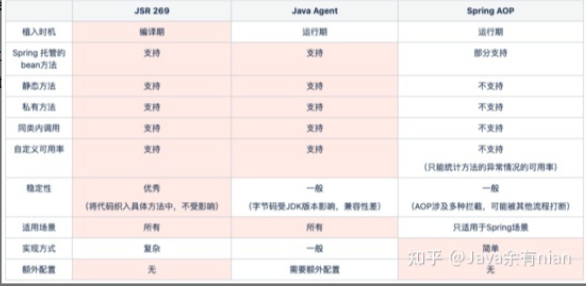 JSR 269 Java Agent Spring AOP
植入时机 编译期 运行期 运行期
Spring 托管的
bean方法 支持 支持 部分支持
静态方法 支持 支持 不支持
私有方法 支持 支持 不支持
同类内调用 支持 支持 不支持
自定义可用率 支持 支持 不支持
(只能统计方法的异常情况的可用率)
稳定性 优秀 一般 一般
(将代码织入具体方法中,不受影响) (字节码受JDK版本影响,兼容性差) (AOP涉及多种拦截,可能被其他流程打断)
适用场景 所有 所有 只适用于Spring场景
实现方式 复杂 一般 简单
额外配置 无 需要额外配置 无
知乎 @Java余有nian